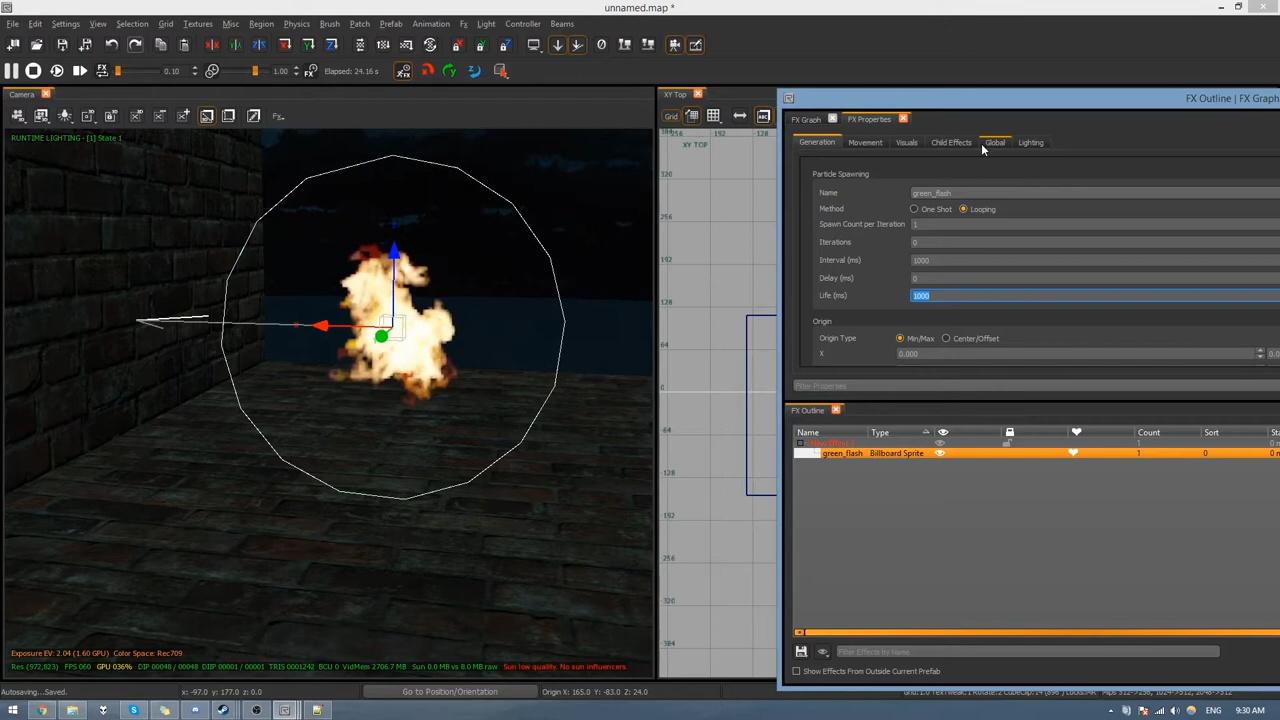 unnamed.map *
File Edit Settings View Selection Grid Textures Misc Region Physics Brush Patch Prefab Animation Fx Light Controller Beams
FX 0.10 1.00 FX Elapsed: 24.16 s
Camera
XY Top
FX Outline | FX Graph
FX Graph FX Properties
Fx
Grid
ABC
RUNTIME LIGHTING - [1] State 1
256 192 128
XY TOP
320
256
192
128
64
0
64
128
192
256
320
384
Generation Movement Visuals Child Effects Global Lighting
Particle Spawning
Name green_flash
Method One Shot Looping
Spawn Count per Iteration 1
Iterations 0
Interval (ms) 1000
Delay (ms) 0
Life (ms) 1000
Origin
Origin Type Min/Max Center/Offset
X 0.000
Filter Properties
FX Outline
Name Type Count Sort
1
green_flash Billboard Sprite 1 0
Filter Effects by Name
Show Effects From Outside Current Prefab
Exposure EV: 2.04 (1.60 GPU) Color Space: Rec709
Res (972,823) FPS 060 GPU 036% DIP 00048 / 00048 DIIP 00001 / 00001 TRIS 0001242 BCU 0 VidMem 2706.7 MB Sun 0.0 MB vs 8.0 MB raw Sun low quality. No sun influencers.
Autosaving...Saved. x: -97.0 y: 177.0 z: 0.0 Go to Position/Orientation Origin X: 165.0 Y: -83.0 Z: 24.0
ENG 9:30 AM